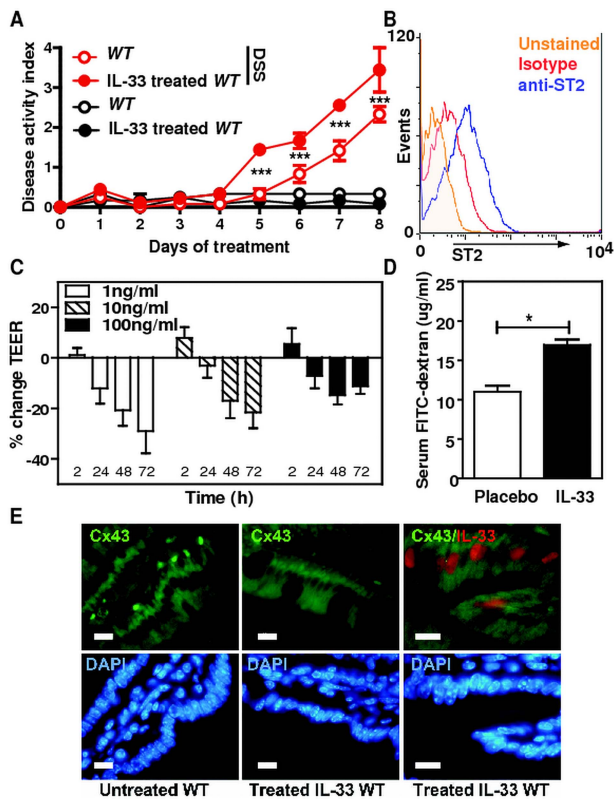 A
Disease activity index
4
3
2
1
0
WT
IL-33 treated WT
WT
IL-33 treated WT
DSS
***
***
***
***
0 1 2 3 4 5 6 7 8
Days of treatment
B
120
Events
0
Unstained
Isotype
anti-ST2
0
ST2
10⁴
C
% change TEER
20
0
-20
-40
1ng/ml
10ng/ml
100ng/ml
2 24 48 72 2 24 48 72 2 24 48 72
Time (h)
D
Serum FITC-dextran (ug/ml)
25
20
15
10
5
0
*
Placebo IL-33
E
Cx43
Cx43
Cx43/IL-33
DAPI
DAPI
DAPI
Untreated WT
Treated IL-33 WT
Treated IL-33 WT